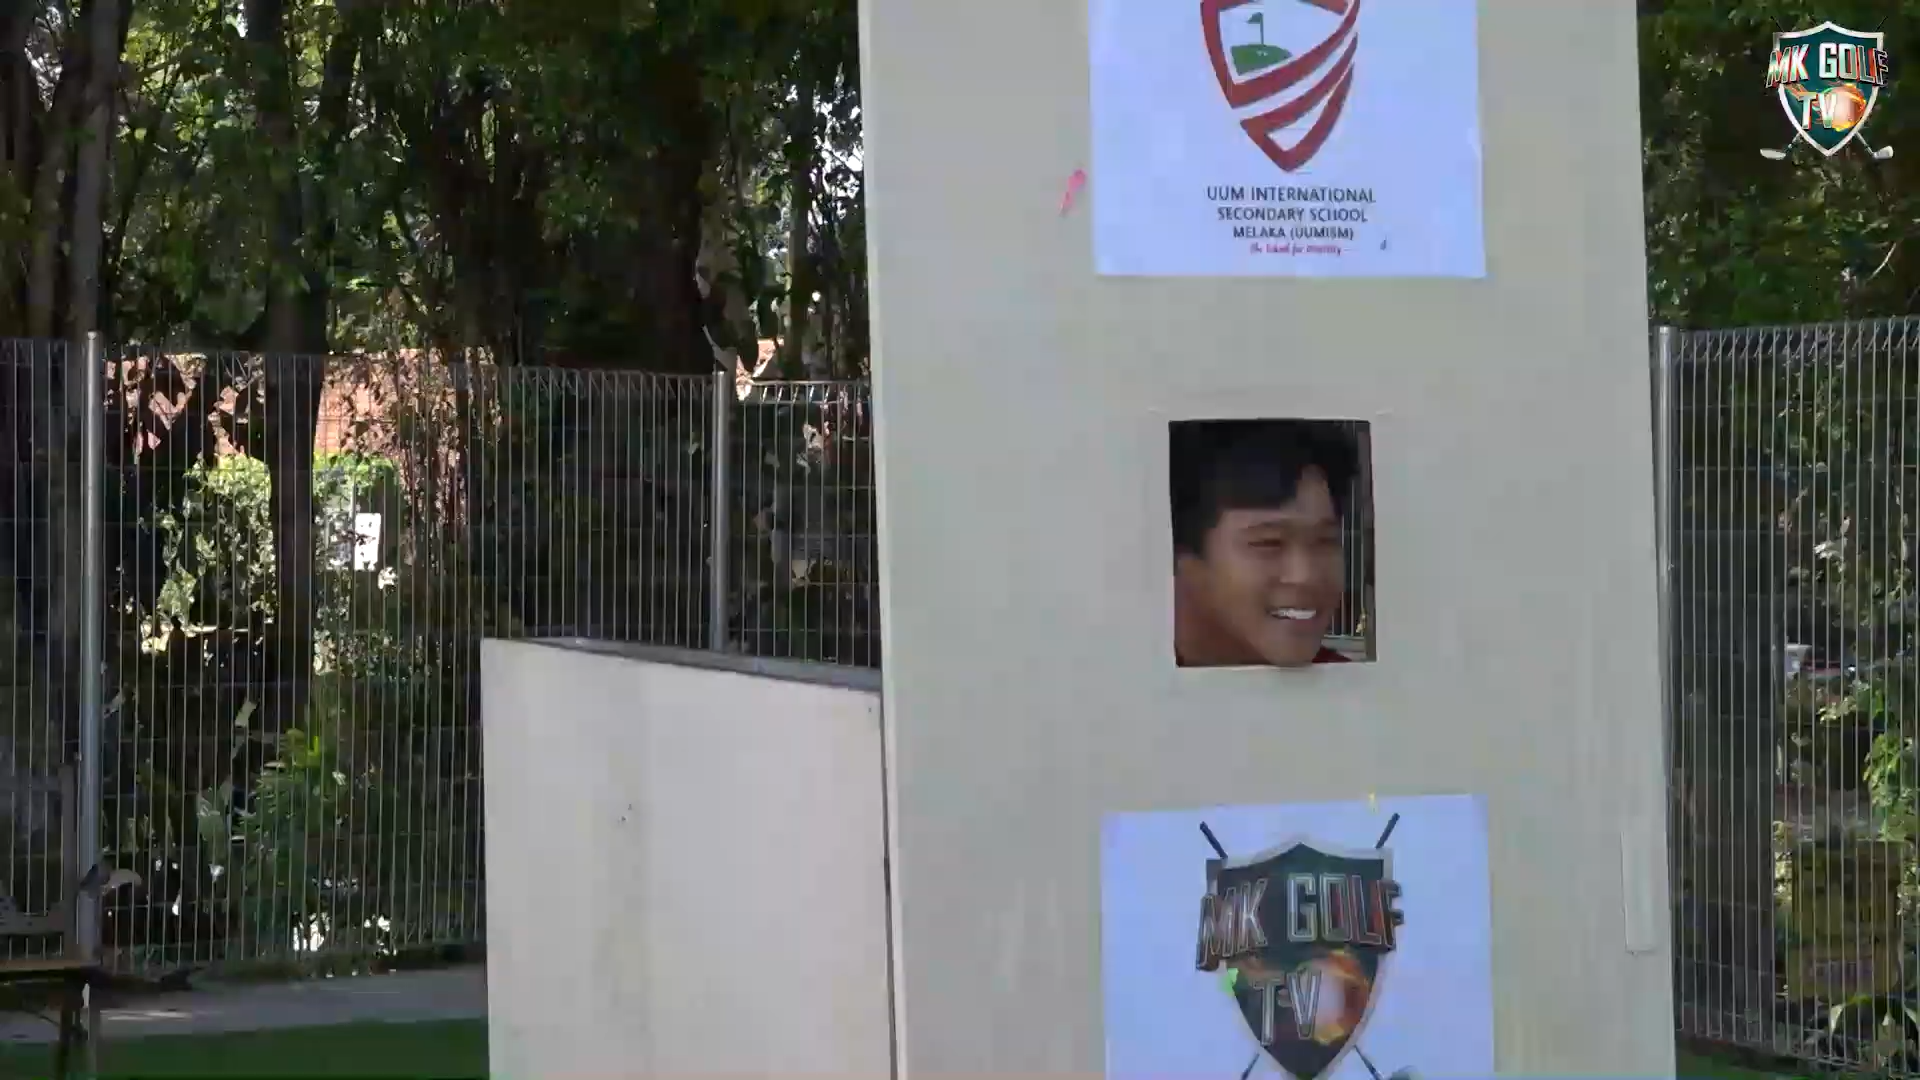 MK GOLF
TV
UUM INTERNATIONAL
SECONDARY SCHOOL
MELAKA (UUMISM)
MK GOLF
TV